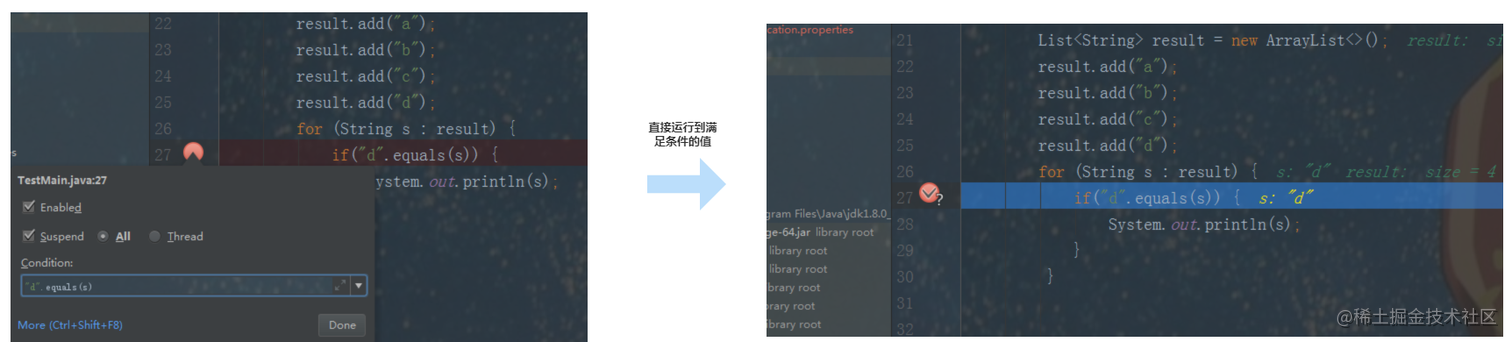 22 result.add("a");
23 result.add("b");
24 result.add("c");
25 result.add("d");
26 for (String s : result) {
27 if("d".equals(s)) {
ystem.out.println(s);
TestMain.java:27
Enabled
Suspend All Thread
Condition:
"d".equals(s)
More (Ctrl+Shift+F8) Done
直接运行到满
足条件的值
cation.properties
21 List<String> result = new ArrayList<>(); result: si
22 result.add("a");
23 result.add("b");
24 result.add("c");
25 result.add("d");
26 for (String s : result) { s: "d" result: size = 4
27 ? if("d".equals(s)) { s: "d"
28 System.out.println(s);
29 }
30 }
31
32
gram Files\Java\jdk1.8.0_
ge-64.jar library root
library root
library root
ibrary root
rary root
library root
@稀土掘金技术社区